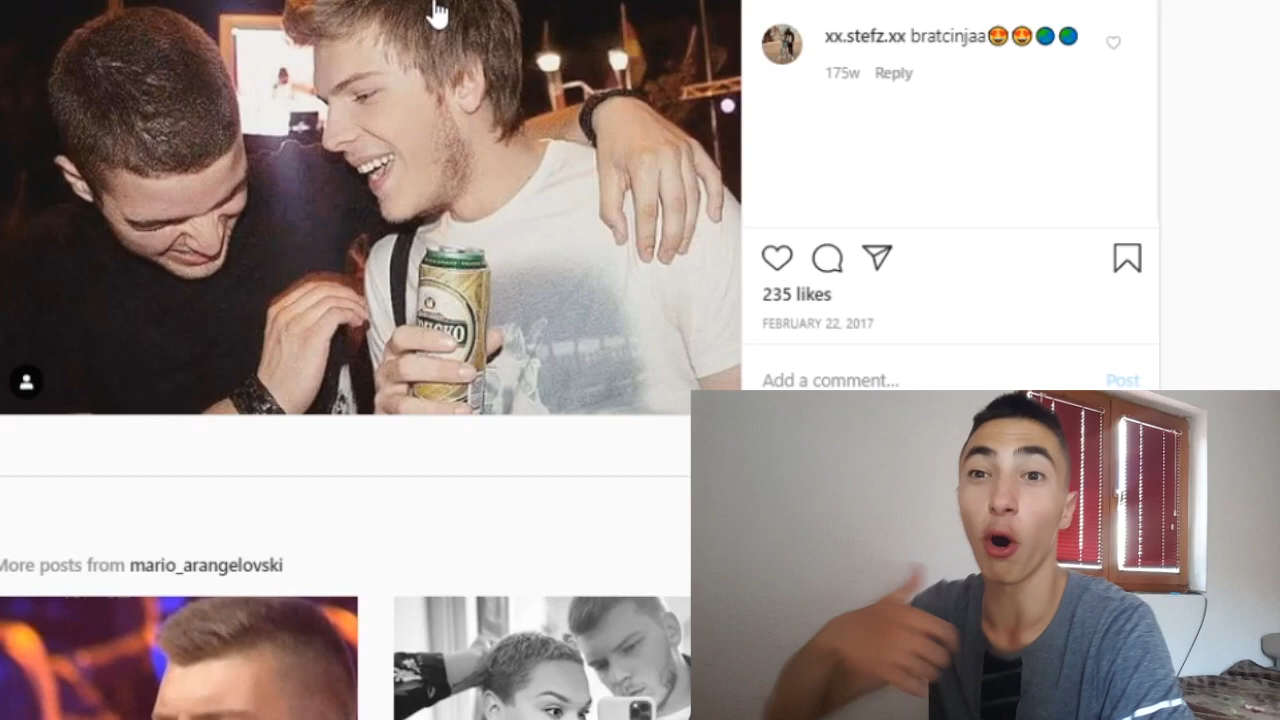 xx.stefz.xx bratcinjaa😍😍🌍🌍
175w Reply
235 likes
FEBRUARY 22, 2017
Add a comment... Post
More posts from mario_arangelovski